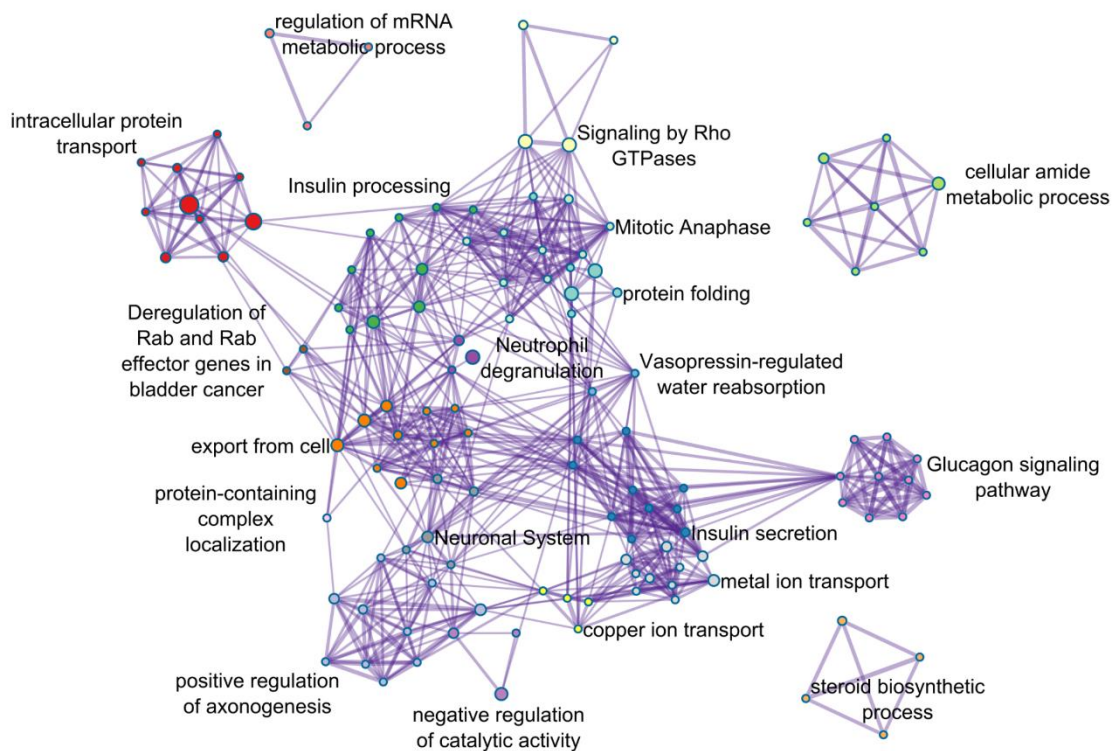 regulation of mRNA
metabolic process
intracellular protein
transport
Signaling by Rho
GTPases
cellular amide
metabolic process
Insulin processing
Mitotic Anaphase
protein folding
Deregulation of
Rab and Rab
effector genes in
bladder cancer
Neutrophil
degranulation
Vasopressin-regulated
water reabsorption
export from cell
Glucagon signaling
pathway
protein-containing
complex
localization
Neuronal System
Insulin secretion
metal ion transport
copper ion transport
positive regulation
of axonogenesis
negative regulation
of catalytic activity
steroid biosynthetic
process